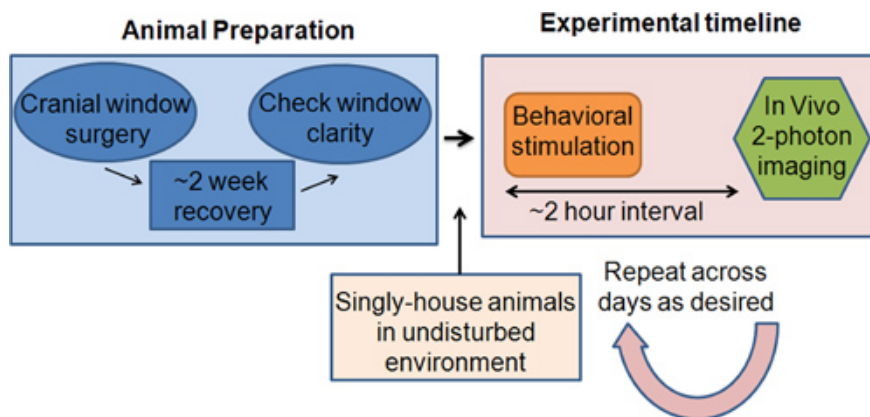 Animal Preparation
Cranial window
surgery
~2 week
recovery
Check window
clarity
Experimental timeline
Behavioral
stimulation
In Vivo
2-photon
imaging
~2 hour interval
Singly-house animals
in undisturbed
environment
Repeat across
days as desired